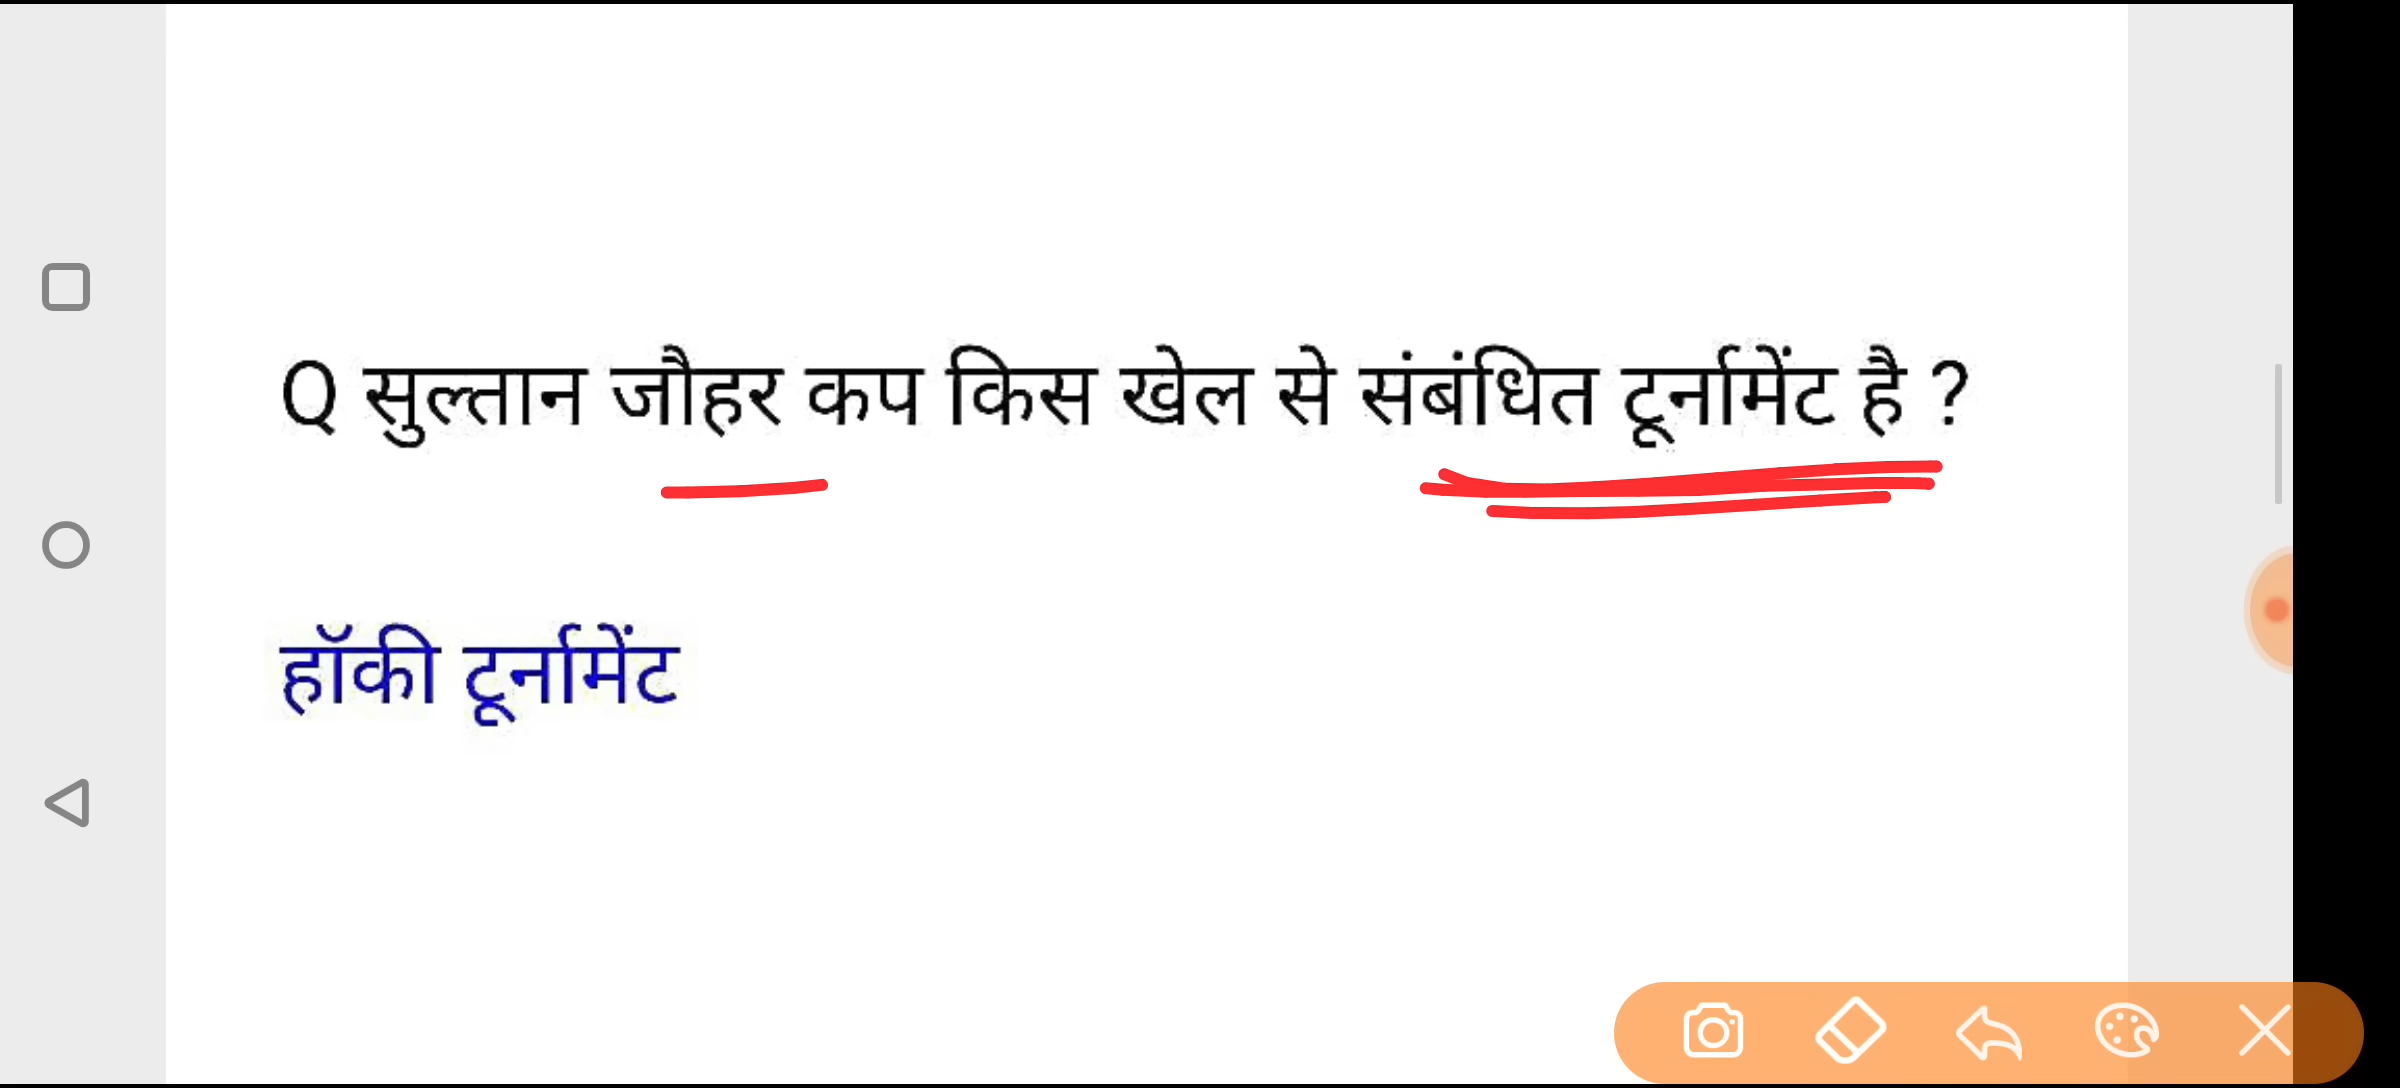 Q सुल्तान जौहर कप किस खेल से संबंधित टूर्नामेंट है ?
हॉकी टूर्नामेंट